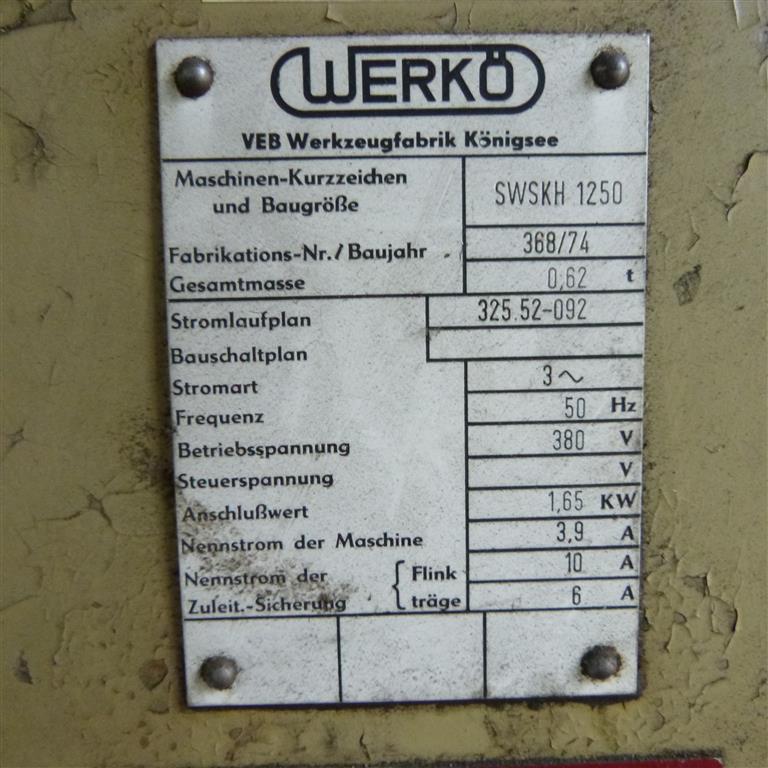 WERKÖ
VEB Werkzeugfabrik Königsee
Maschinen-Kurzzeichen
und Baugröße SWSKH 1250
Fabrikations-Nr./Baujahr 368/74
Gesamtmasse 0,62 t
Stromlaufplan 325.52-092
Bauschaltplan
Stromart 3~
Frequenz 50 Hz
Betriebsspannung 380 V
Steuerspannung V
Anschlußwert 1,65 KW
Nennstrom der Maschine 3,9 A
Nennstrom der { Flink 10 A
Zuleit.-Sicherung träge 6 A